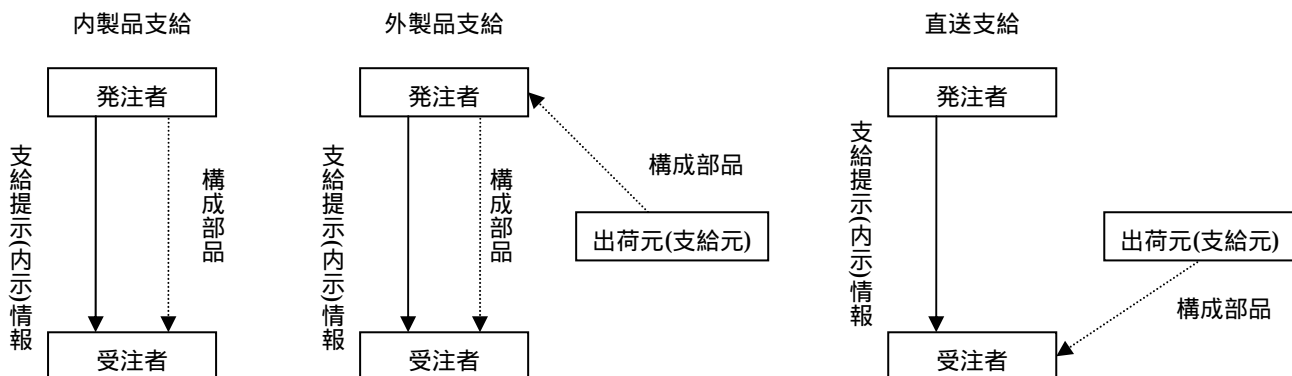 内製品支給
外製品支給
直送支給
発注者
発注者
発注者
支給提示(内示)情報
構成部品
支給提示(内示)情報
構成部品
構成部品
出荷元(支給元)
支給提示(内示)情報
出荷元(支給元)
構成部品
受注者
受注者
受注者